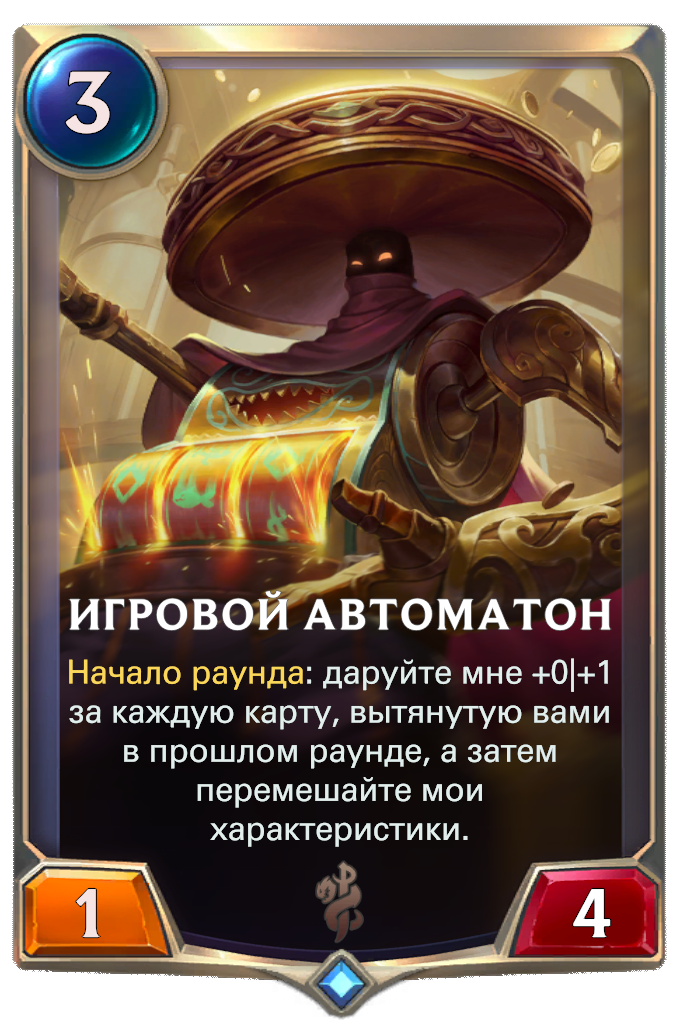 3
ИГРОВОЙ АВТОМАТОН
Начало раунда: даруйте мне +0|+1
за каждую карту, вытянутую вами
в прошлом раунде, а затем
перемешайте мои
характеристики.
1
4